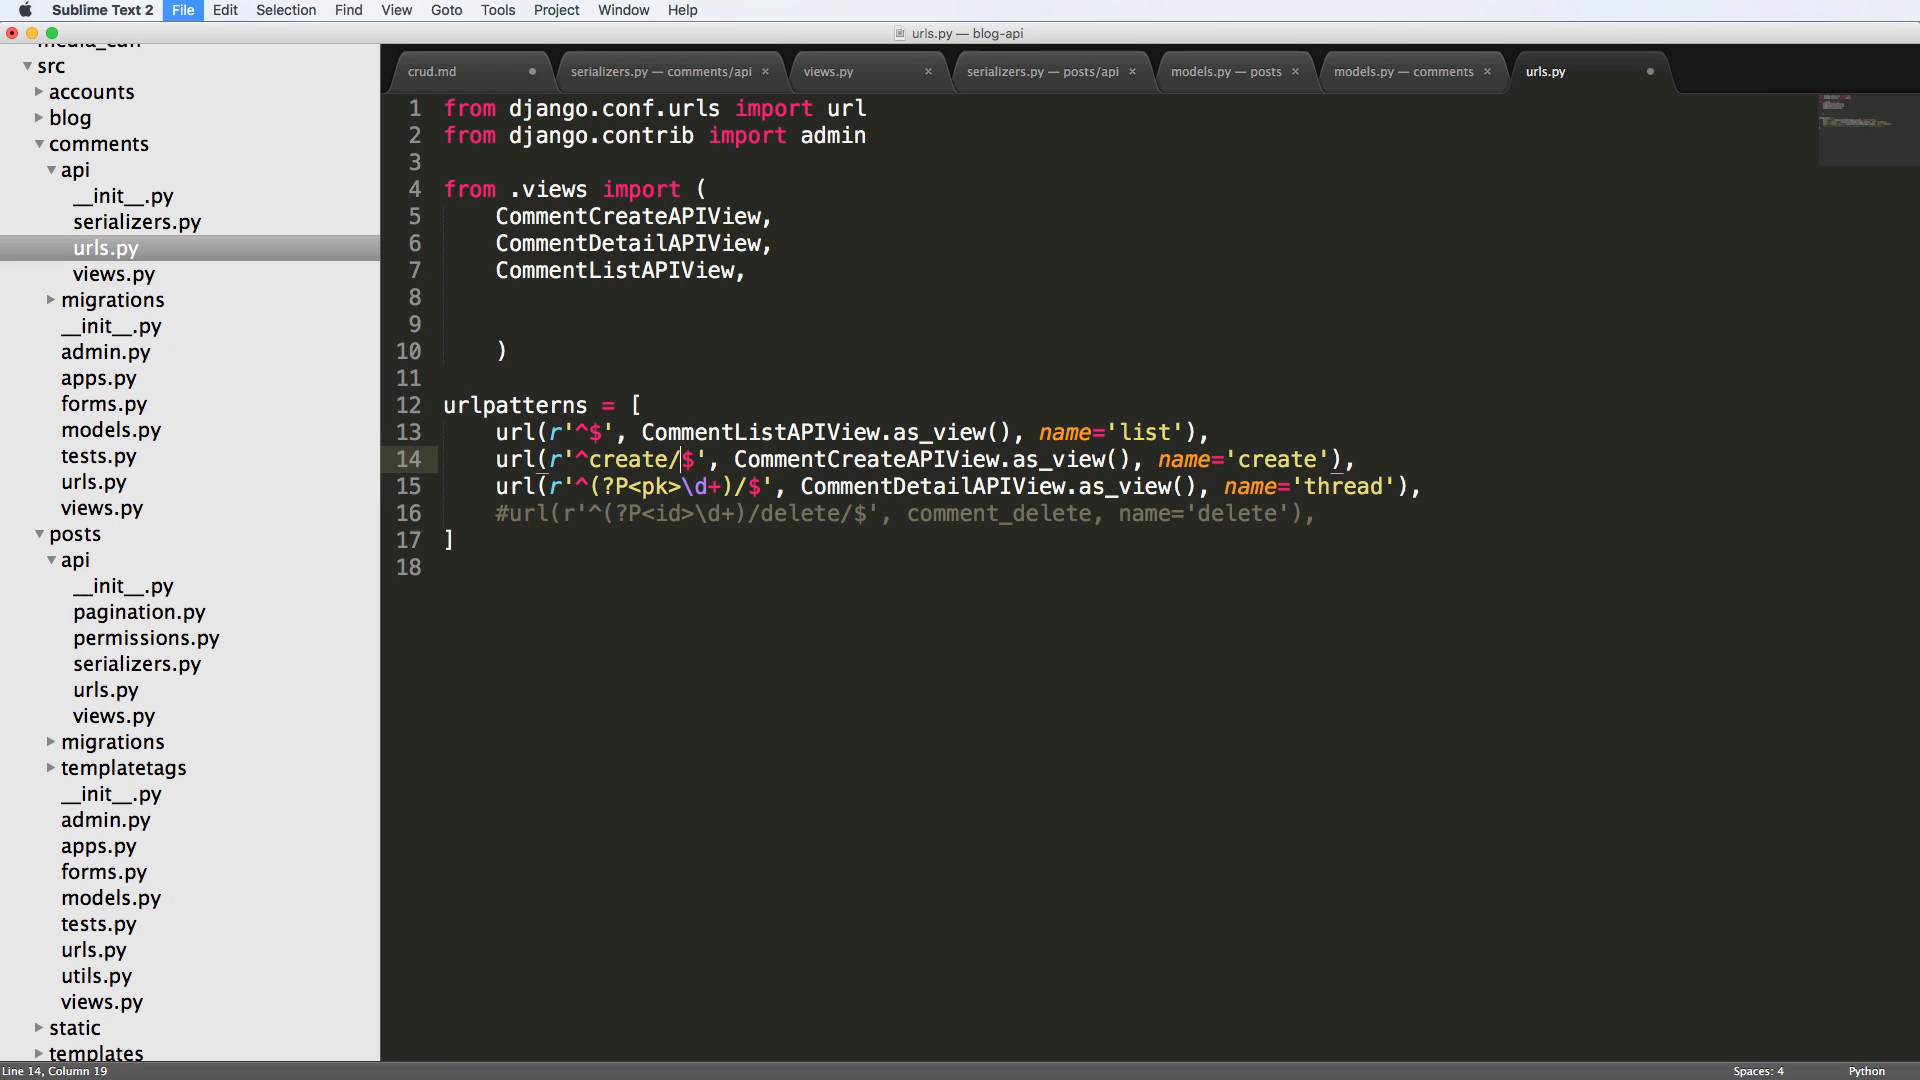 Sublime Text 2 File Edit Selection Find View Goto Tools Project Window Help
urls.py — blog-api
src
accounts
blog
comments
api
__init__.py
serializers.py
urls.py
views.py
migrations
__init__.py
admin.py
apps.py
forms.py
models.py
tests.py
urls.py
views.py
posts
api
__init__.py
pagination.py
permissions.py
serializers.py
urls.py
views.py
migrations
templatetags
__init__.py
admin.py
apps.py
forms.py
models.py
tests.py
urls.py
utils.py
views.py
static
templates
crud.md serializers.py — comments/api × views.py × serializers.py — posts/api × models.py — posts × models.py — comments × urls.py
1 from django.conf.urls import url
2 from django.contrib import admin
3
4 from .views import (
5 CommentCreateAPIView,
6 CommentDetailAPIView,
7 CommentListAPIView,
8
9
10 )
11
12 urlpatterns = [
13 url(r'^$', CommentListAPIView.as_view(), name='list'),
14 url(r'^create/$', CommentCreateAPIView.as_view(), name='create'),
15 url(r'^(?P<pk>\d+)/$', CommentDetailAPIView.as_view(), name='thread'),
16 #url(r'^(?P<id>\d+)/delete/$', comment_delete, name='delete'),
17 ]
18
Line 14, Column 19 Spaces: 4 Python